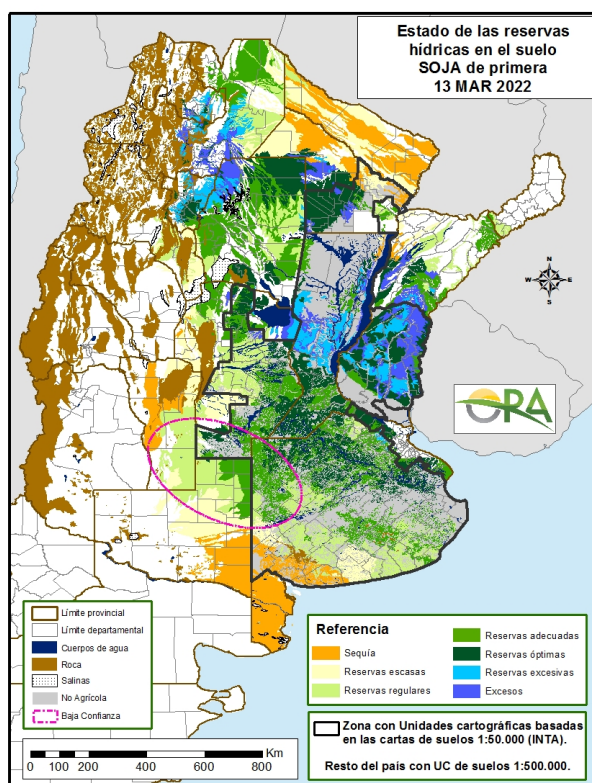 Estado de las reservas
hídricas en el suelo
SOJA de primera
13 MAR 2022
N
W E
S
ORA
Límite provincial
Límite departamental
Cuerpos de agua
Roca
Salinas
No Agrícola
Baja Confianza
Referencia
Sequía
Reservas escasas
Reservas regulares
Reservas adecuadas
Reservas óptimas
Reservas excesivas
Excesos
Zona con Unidades cartográficas basadas
en las cartas de suelos 1:50.000 (INTA).
Resto del país con UC de suelos 1:500.000.
Km
0 100 200 400 600 800